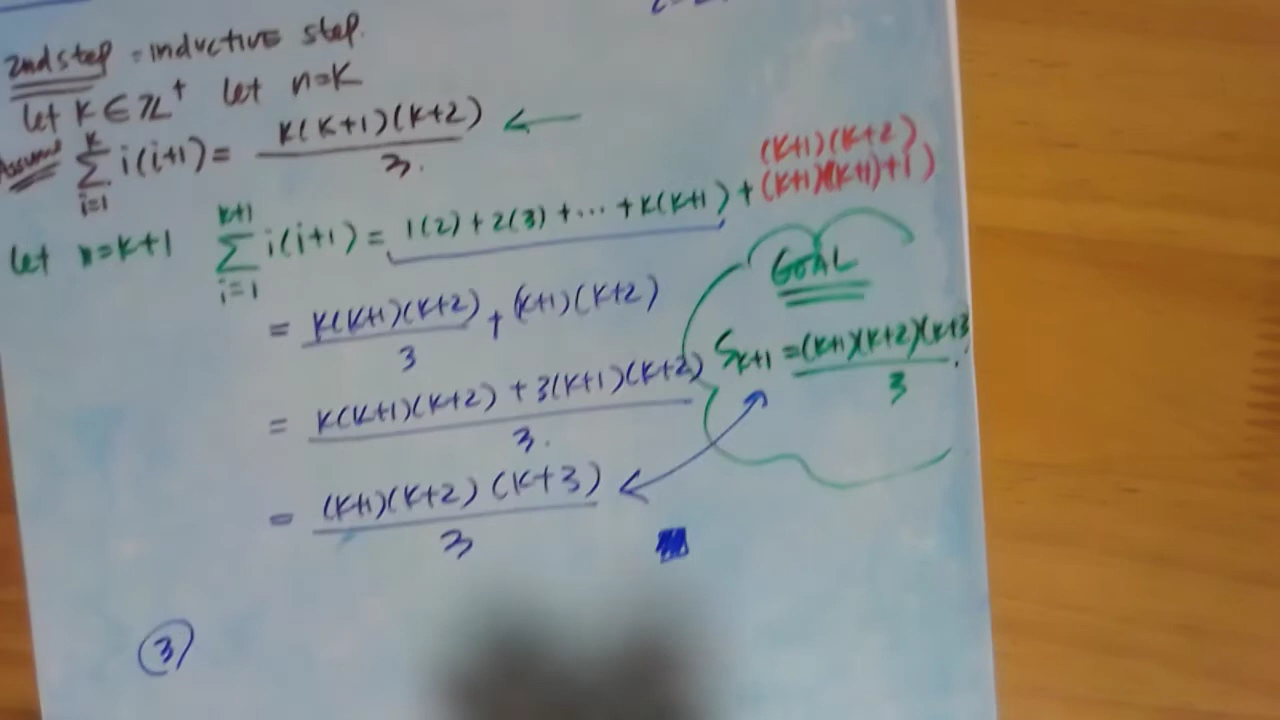 2nd step = inductive step.
let k ∈ ℤ⁺ let n=k
Assume ∑_{i=1}^{k} i(i+1) = k(k+1)(k+2)/3. ←
(k+1)(k+2)
let n=k+1 ∑_{i=1}^{k+1} i(i+1) = 1(2)+2(3)+...+k(k+1) + (k+1)((k+1)+1)
GOAL
= k(k+1)(k+2)/3 + (k+1)(k+2)
S_{k+1} = (k+1)(k+2)(k+3)/3.
= k(k+1)(k+2) + 3(k+1)(k+2)/3.
= (k+1)(k+2)(k+3)/3
3